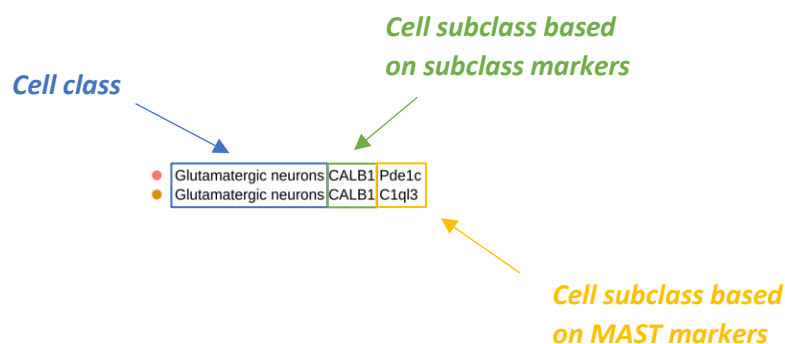 Cell subclass based
on subclass markers
Cell class
Glutamatergic neurons CALB1 Pde1c
Glutamatergic neurons CALB1 C1ql3
Cell subclass based
on MAST markers